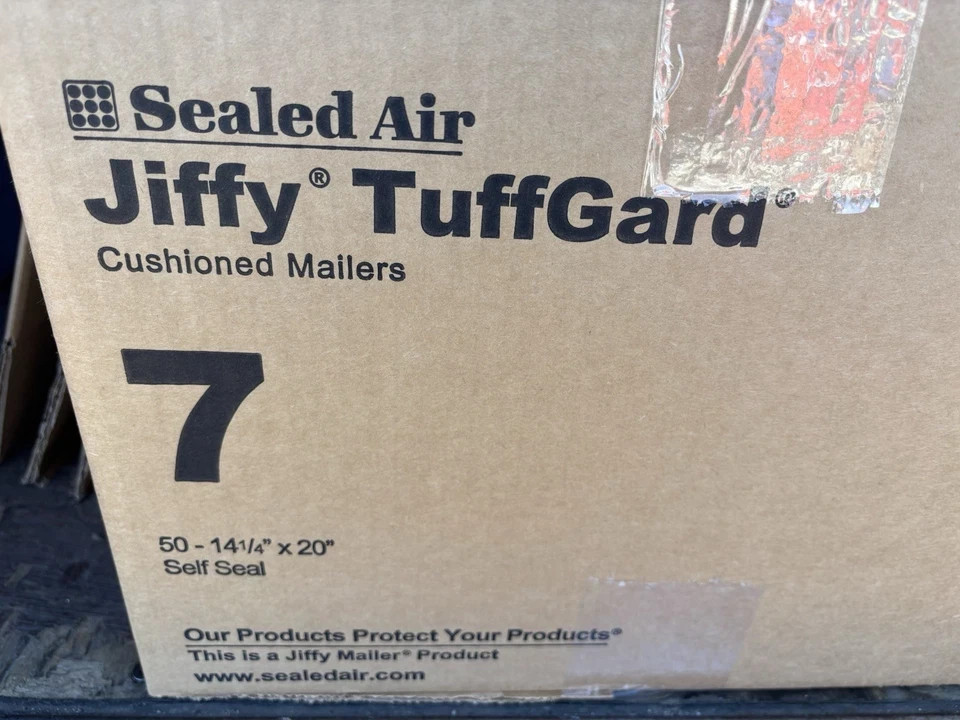 Sealed Air
Jiffy® TuffGard®
Cushioned Mailers
7
50 - 14 1/4" x 20"
Self Seal
Our Products Protect Your Products®
This is a Jiffy Mailer® Product
www.sealedair.com